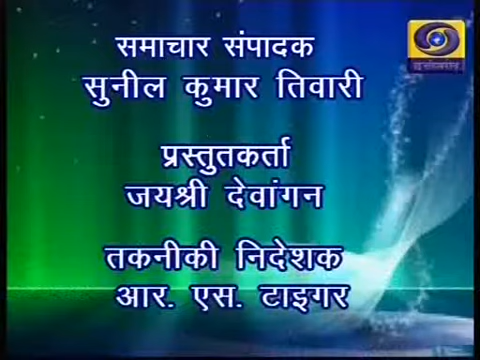 समाचार संपादक
सुनील कुमार तिवारी
प्रस्तुतकर्ता
जयश्री देवांगन
तकनीकी निदेशक
आर. एस. टाइगर